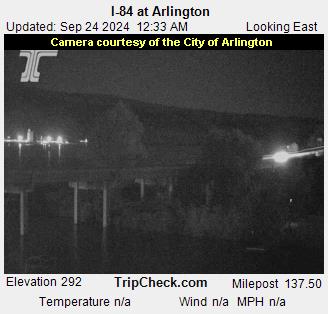 I-84 at Arlington
Updated: Sep 24 2024 12:33 AM Looking East
Camera courtesy of the City of Arlington
Elevation 292 TripCheck.com Milepost 137.50
Temperature n/a Wind n/a MPH n/a